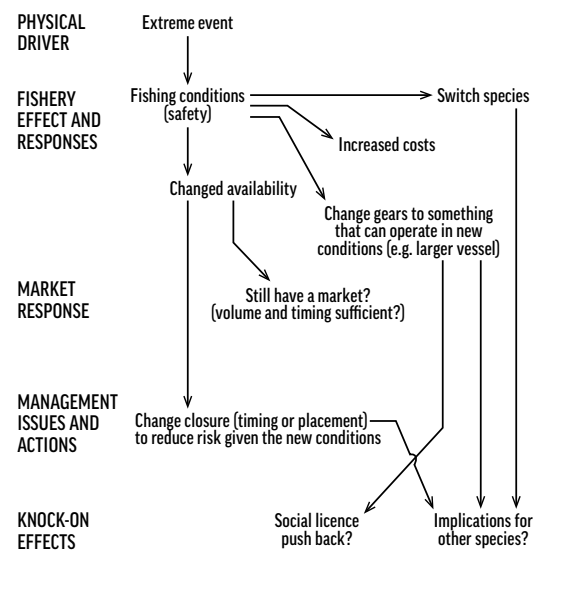 PHYSICAL
DRIVER
Extreme event
FISHERY
EFFECT AND
RESPONSES
Fishing conditions
(safety)
Switch species
Increased costs
Changed availability
Change gears to something
that can operate in new
conditions (e.g. larger vessel)
MARKET
RESPONSE
Still have a market?
(volume and timing sufficient?)
MANAGEMENT
ISSUES AND
ACTIONS
Change closure (timing or placement)
to reduce risk given the new conditions
KNOCK-ON
EFFECTS
Social licence
push back?
Implications for
other species?